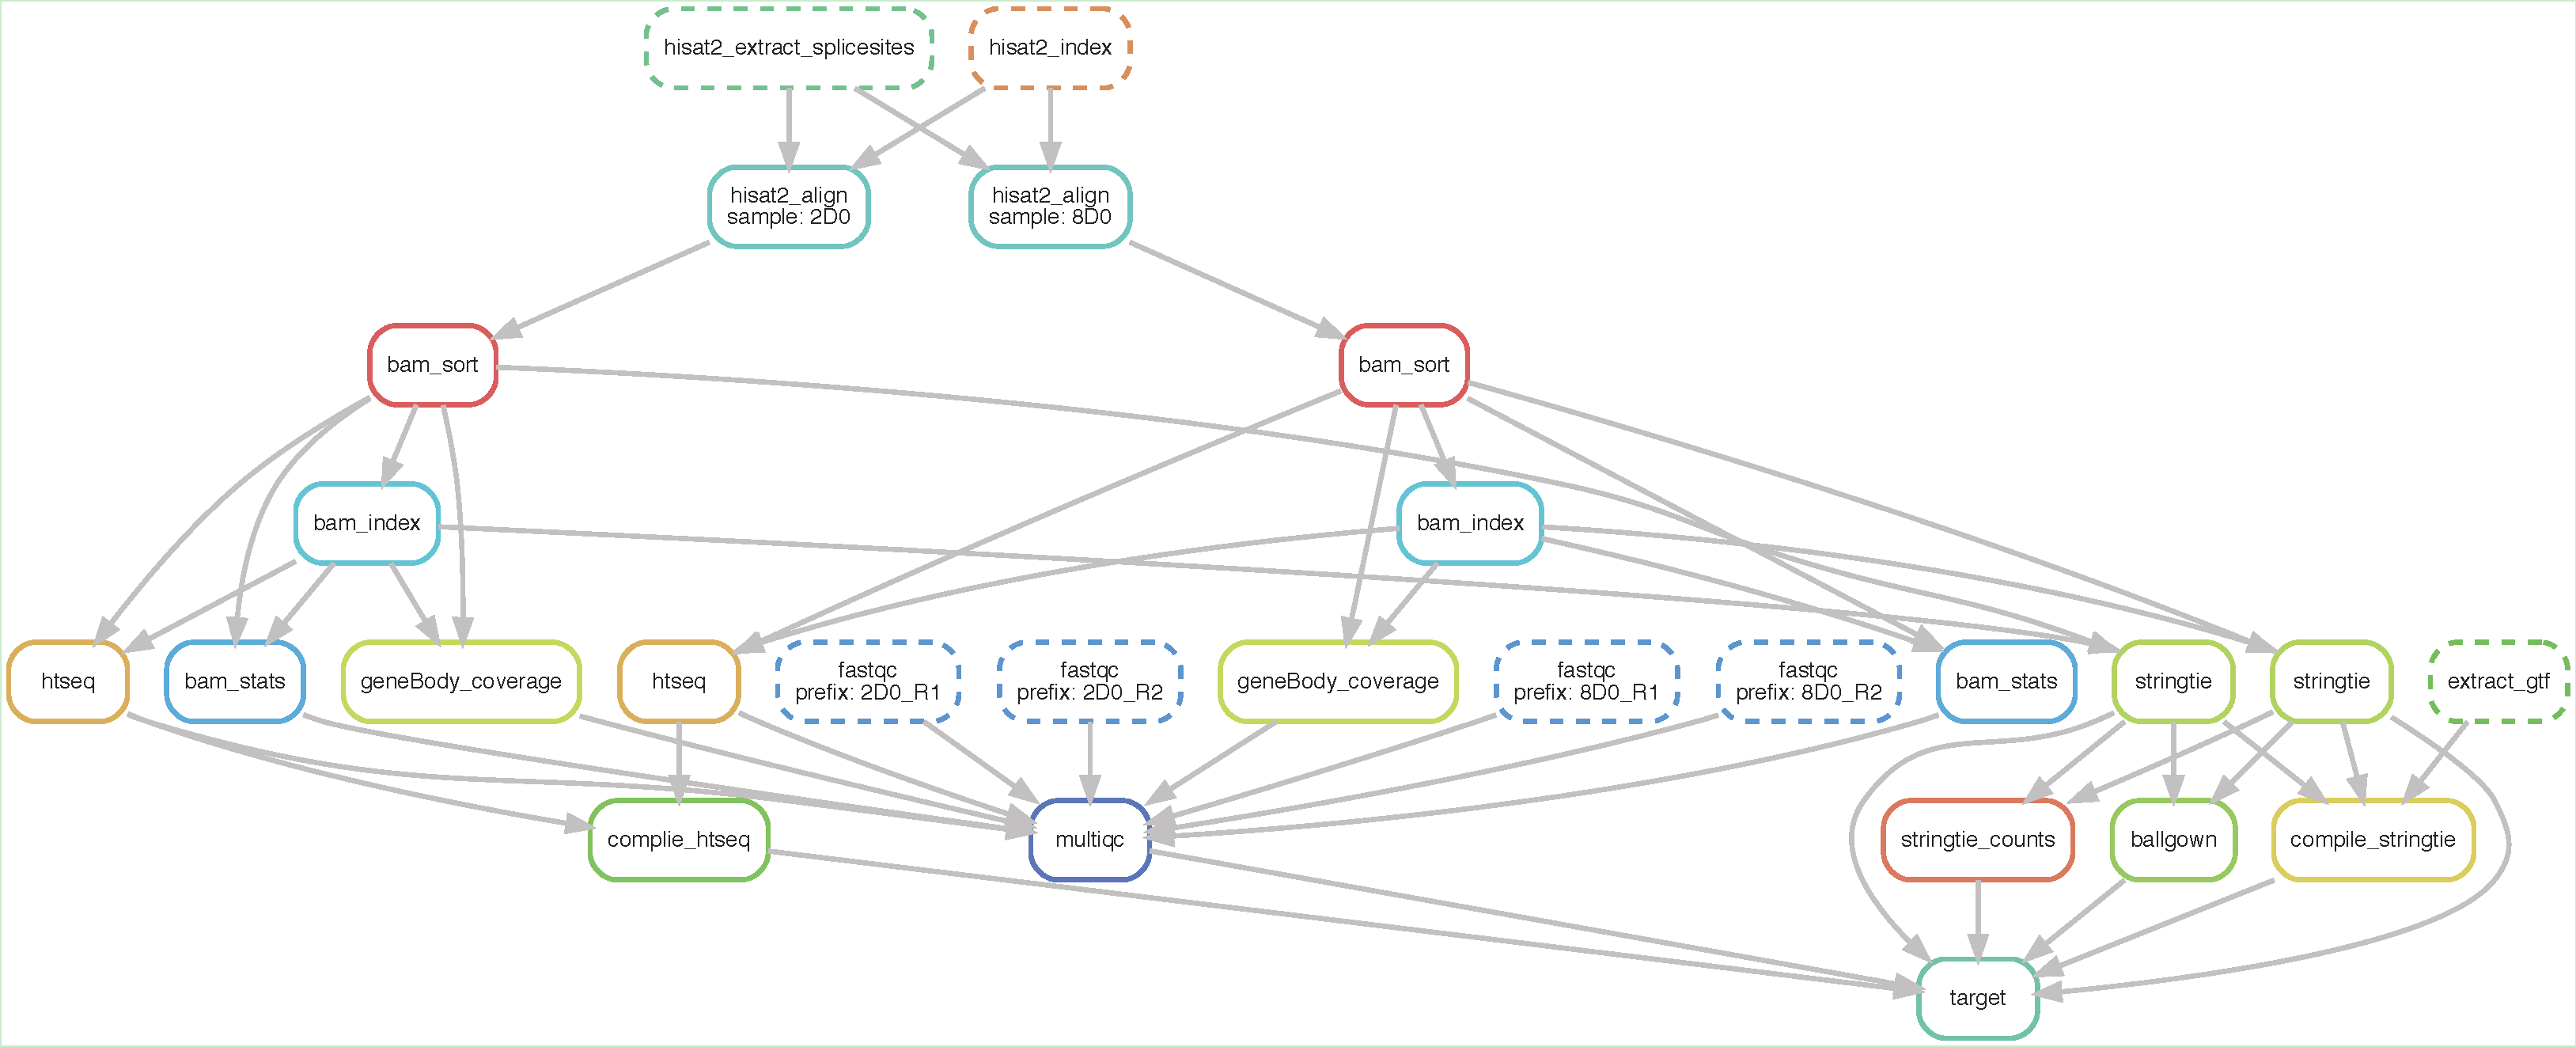 hisat2_extract_splicesites
hisat2_index
hisat2_align
sample: 2D0
hisat2_align
sample: 8D0
bam_sort
bam_sort
bam_index
bam_index
htseq
bam_stats
geneBody_coverage
htseq
fastqc
prefix: 2D0_R1
fastqc
prefix: 2D0_R2
geneBody_coverage
fastqc
prefix: 8D0_R1
fastqc
prefix: 8D0_R2
bam_stats
stringtie
stringtie
extract_gtf
complie_htseq
multiqc
stringtie_counts
ballgown
compile_stringtie
target